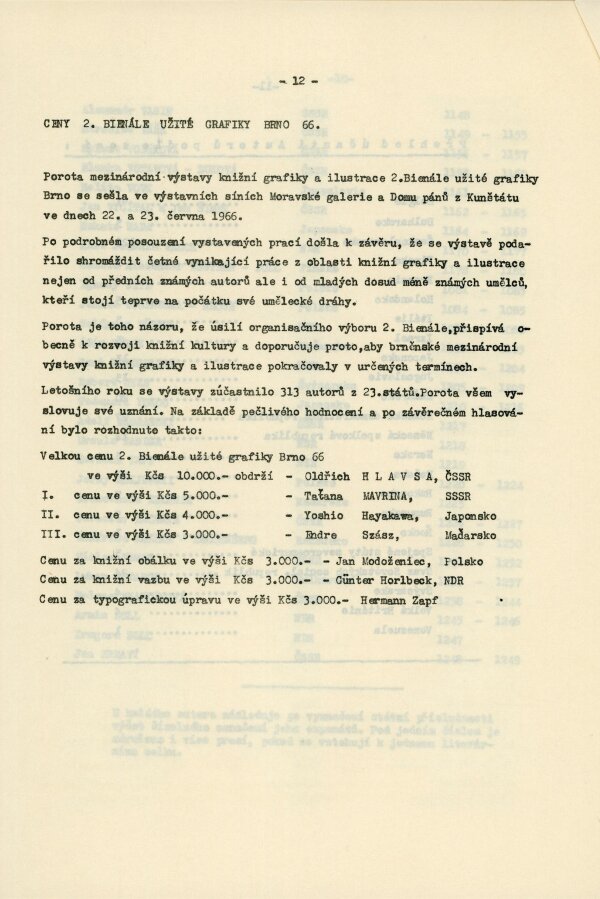 - 12 -
CENY 2. BIENÁLE UŽITÉ GRAFIKY BRNO 66.
Porota mezinárodní výstavy knižní grafiky a ilustrace 2.Bienále užité grafiky
Brno se sešla ve výstavních síních Moravské galerie a Domu pánů z Kunštátu
ve dnech 22. a 23. června 1966.
Po podrobném posouzení vystavených prací došla k závěru, že se výstavě poda-
řilo shromáždit četné vynikající práce z oblasti knižní grafiky a ilustrace
nejen od předních známých autorů ale i od mladých dosud méně známých umělců,
kteří stojí teprve na počátku své umělecké dráhy.
Porota je toho názoru, že úsilí organisačního výboru 2. Bienále,přispívá o-
becně k rozvoji knižní kultury a doporučuje proto,aby brněnské mezinárodní
výstavy knižní grafiky a ilustrace pokračovaly v určených termínech.
Letošního roku se výstavy zúčastnilo 313 autorů z 23.států.Porota všem vy-
slovuje své uznání. Na základě pečlivého hodnocení a po závěrečném hlasová-
ní bylo rozhodnuto takto:
Velkou cenu 2. Bienále užité grafiky Brno 66
ve výši Kčs 10.000.- obdrží - Oldřich H L A V S A, ČSSR
I. cenu ve výši Kčs 5.000.- - Taťana MAVRINA, SSSR
II. cenu ve výši Kčs 4.000.- - Yoshio Hayakawa, Japonsko
III. cenu ve výši Kčs 3.000.- - Endre Szász, Maďarsko
Cenu za knižní obálku ve výši Kčs 3.000.- - Jan Modożeniec, Polsko
Cenu za knižní vazbu ve výši Kčs 3.000.- - Günter Horlbeck, NDR
Cenu za typografickou úpravu ve výši Kčs 3.000.- Hermann Zapf